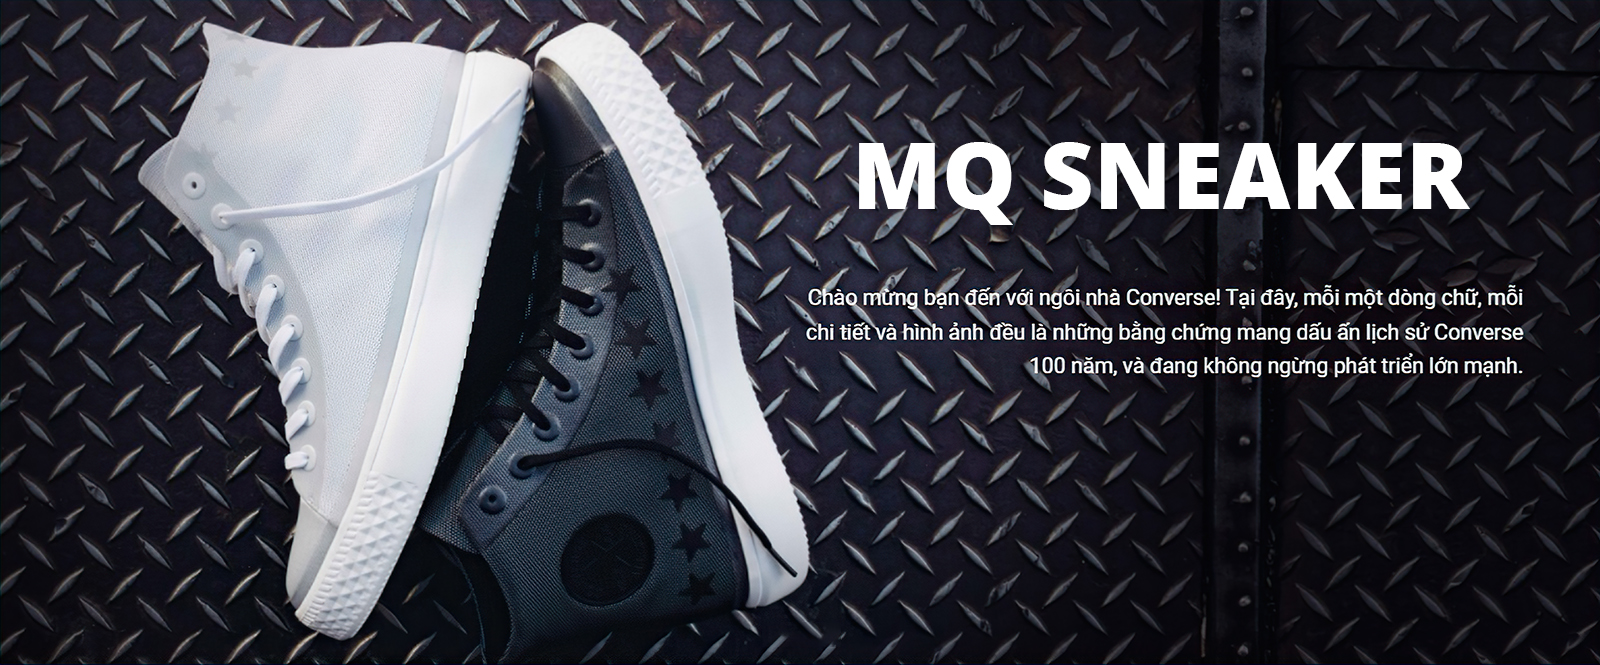 MQ SNEAKER
Chào mừng bạn đến với ngôi nhà Converse! Tại đây, mỗi một dòng chữ, mỗi
chi tiết và hình ảnh đều là những bằng chứng mang dấu ấn lịch sử Converse
100 năm, và đang không ngừng phát triển lớn mạnh.